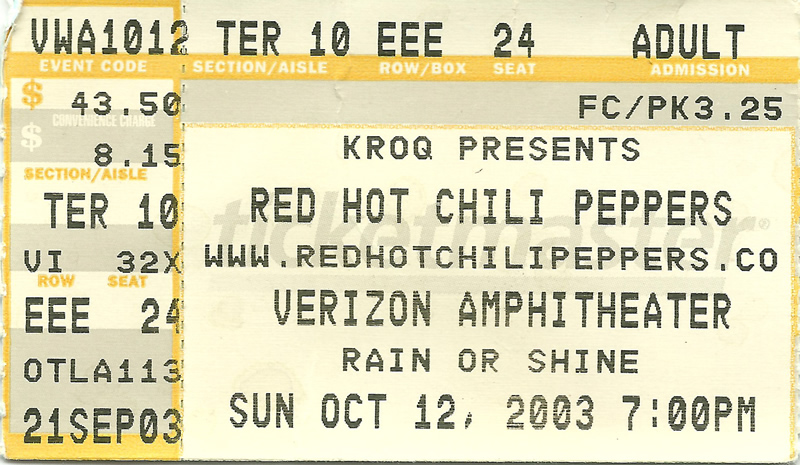 VWA1012 TER 10 EEE 24 ADULT
EVENT CODE SECTION/AISLE ROW/BOX SEAT ADMISSION
$ 43.50 FC/PK3.25
CONVENIENCE CHARGE
$ 8.15
KROQ PRESENTS
SECTION/AISLE
TER 10
RED HOT CHILI PEPPERS
ticketmaster®
VI 32X
WWW.REDHOTCHILIPEPPERS.CO
ROW SEAT
EEE 24
VERIZON AMPHITHEATER
OTLA113
RAIN OR SHINE
21SEP03
SUN OCT 12, 2003 7:00PM